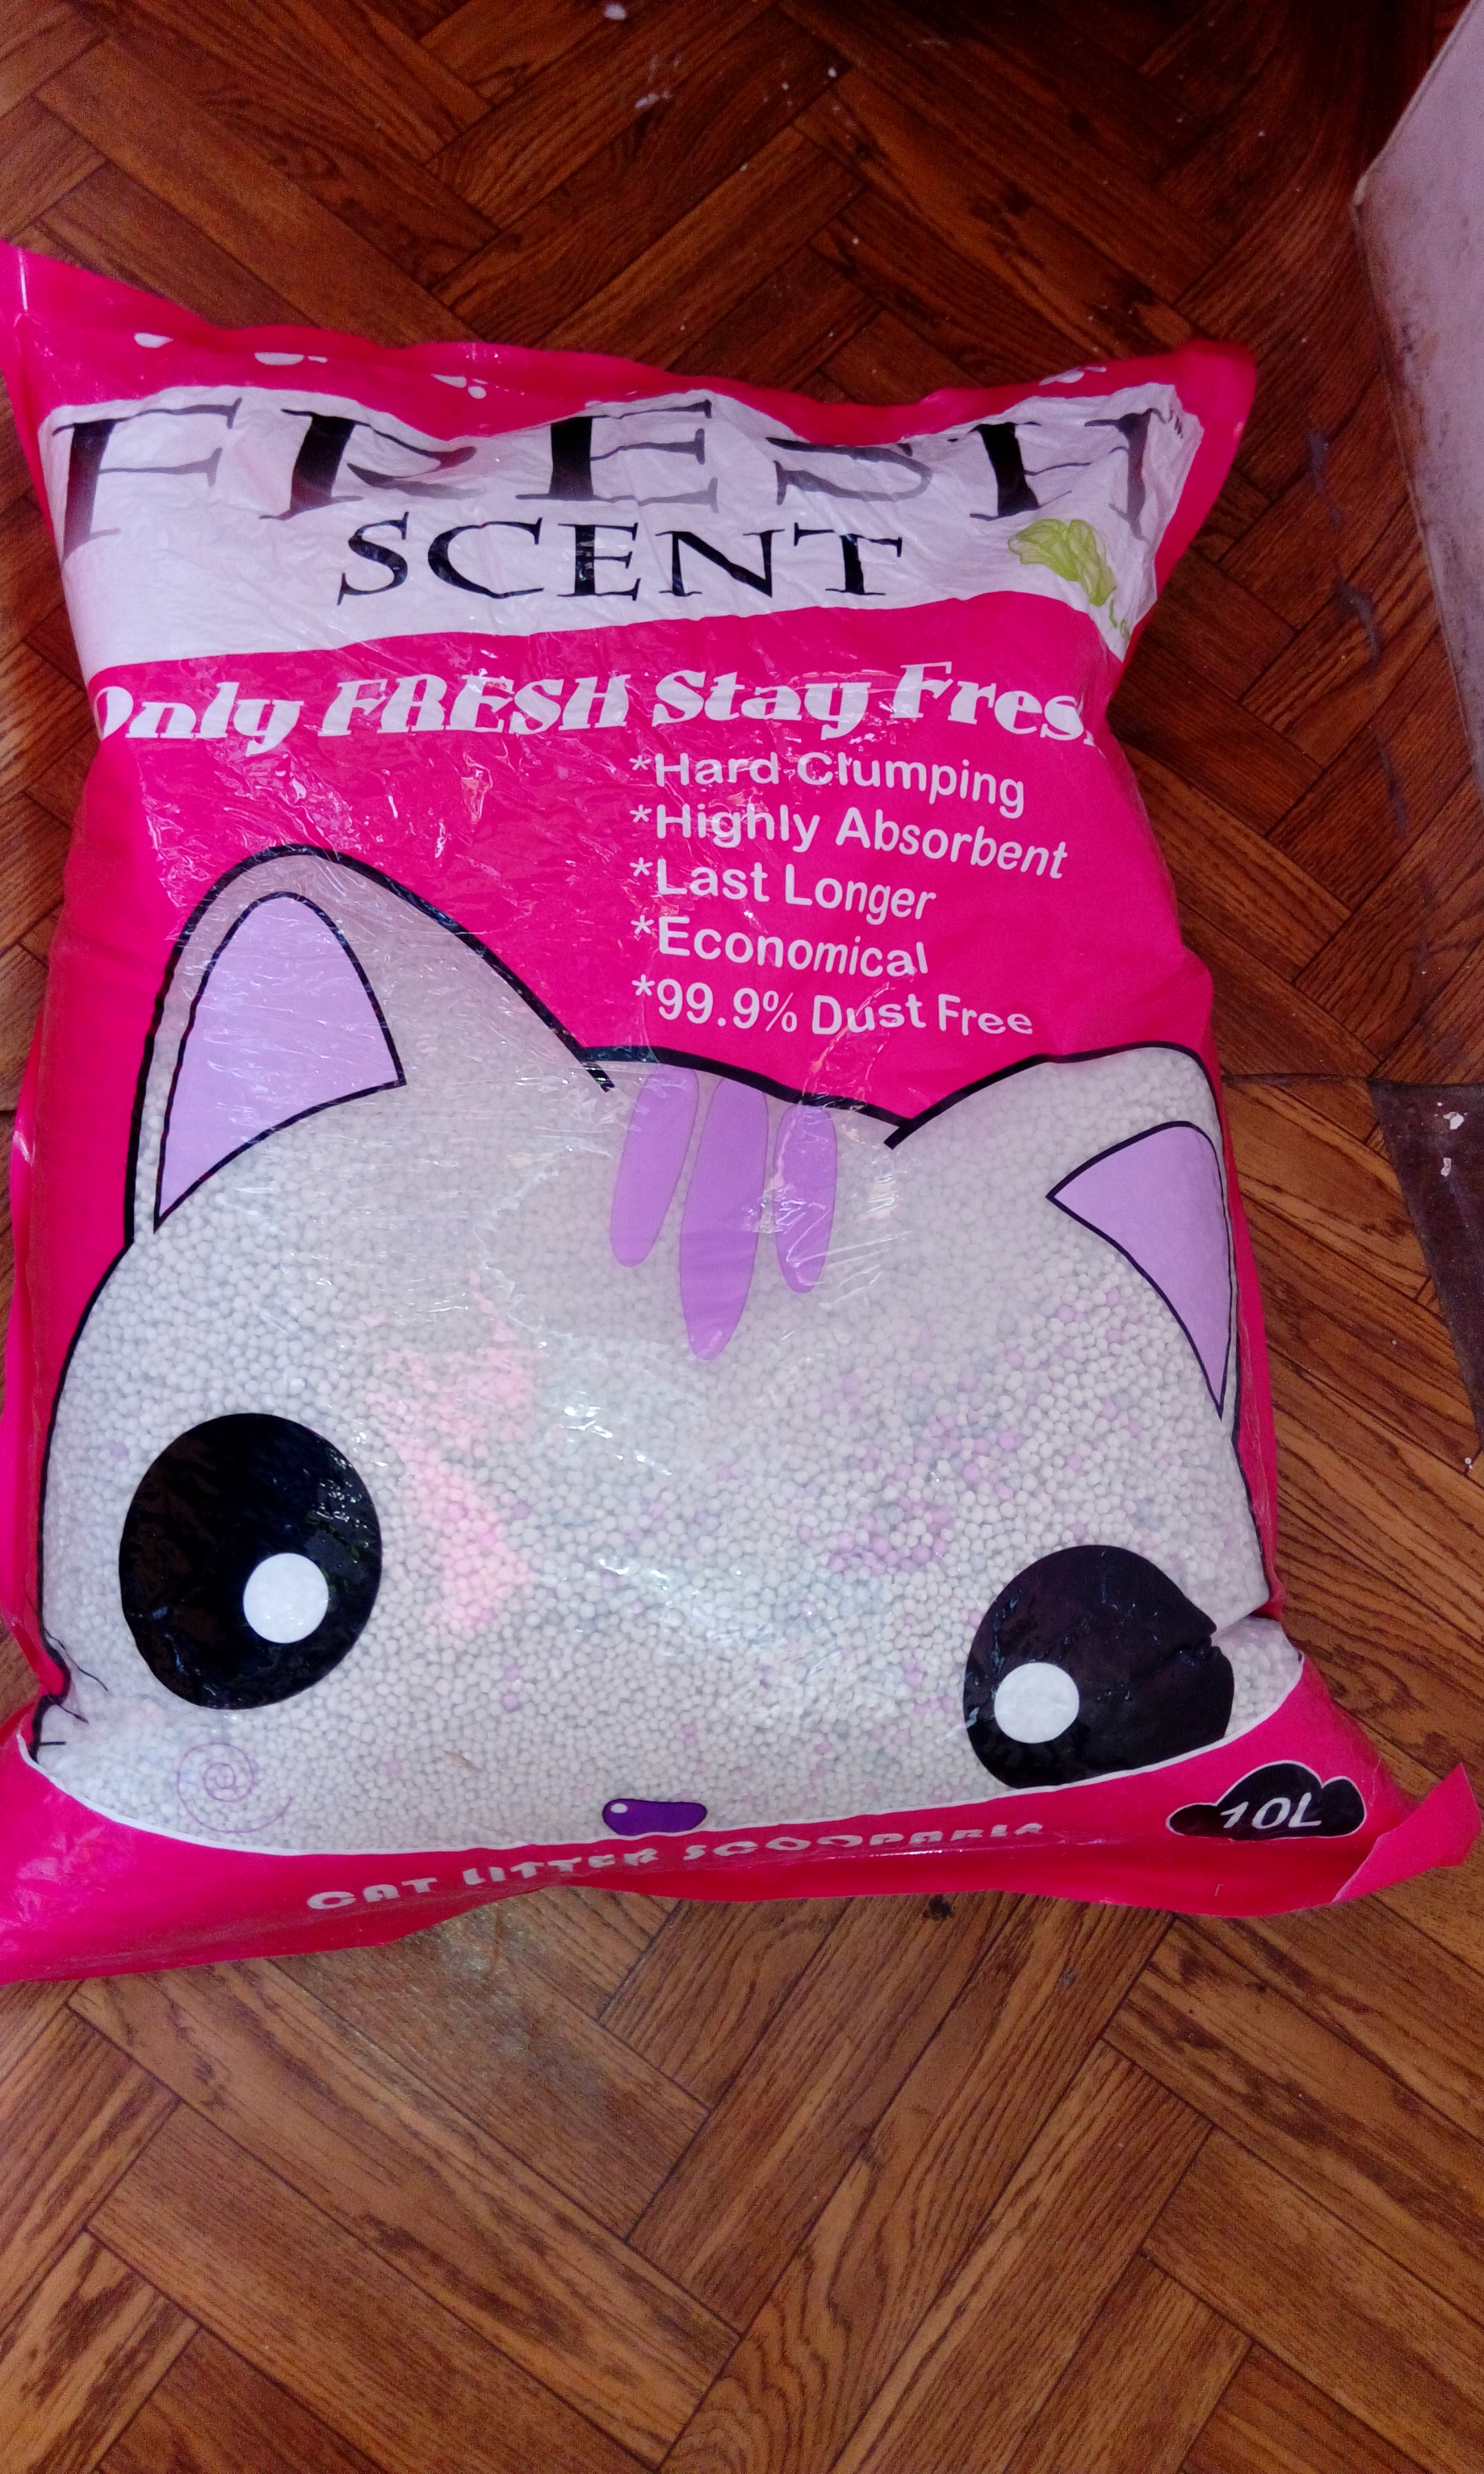 FRESH
SCENT
Only FRESH Stay Fres
*Hard Clumping
*Highly Absorbent
*Last Longer
*Economical
*99.9% Dust Free
10L
CAT LITTER SCOOPABLE